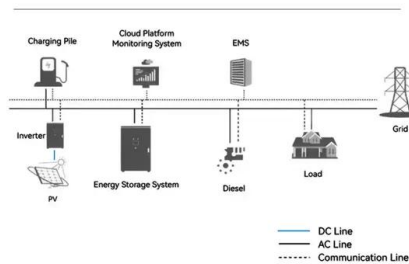 Charging Pile
Cloud Platform
Monitoring System
EMS
Grid
Inverter
PV
Energy Storage System
Diesel
Load
DC Line
AC Line
Communication Line